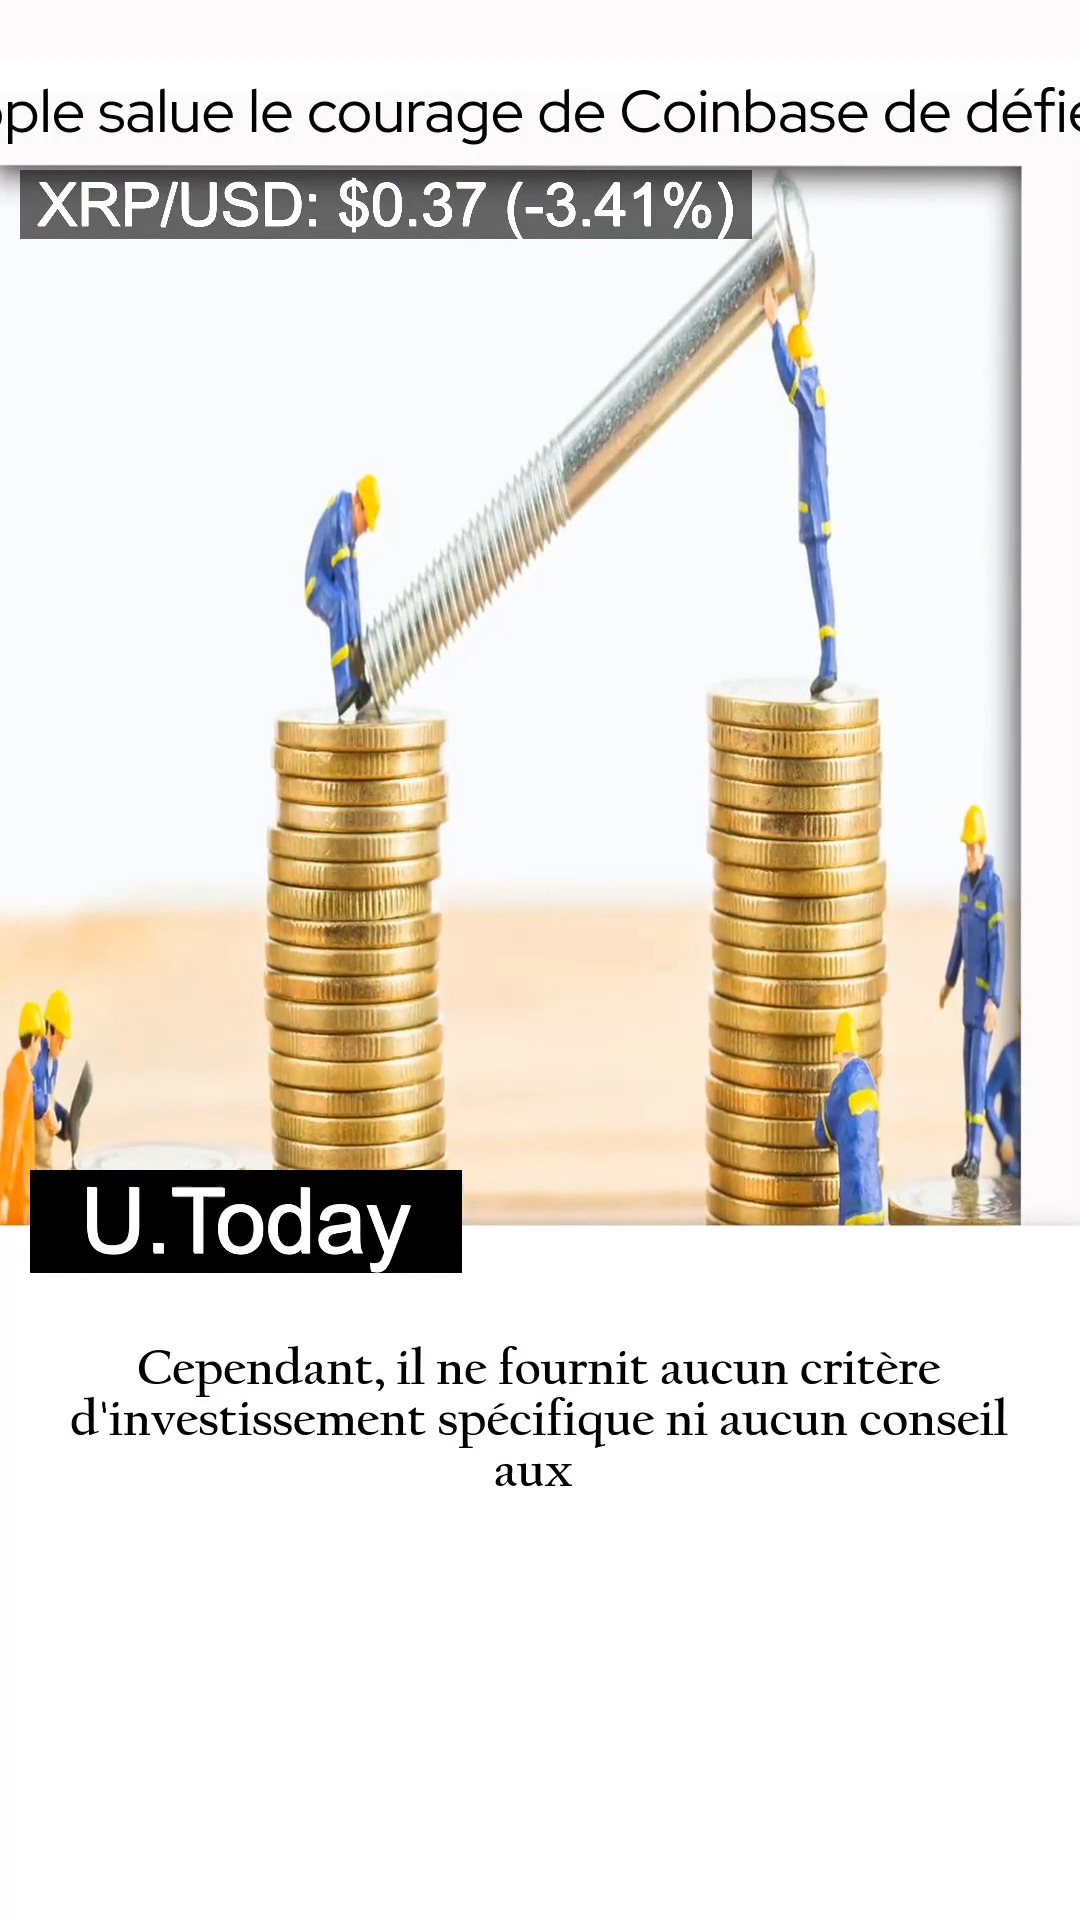 ple salue le courage de Coinbase de défie
XRP/USD: $0.37 (-3.41%)
U.Today
Cependant, il ne fournit aucun critère
d'investissement spécifique ni aucun conseil
aux